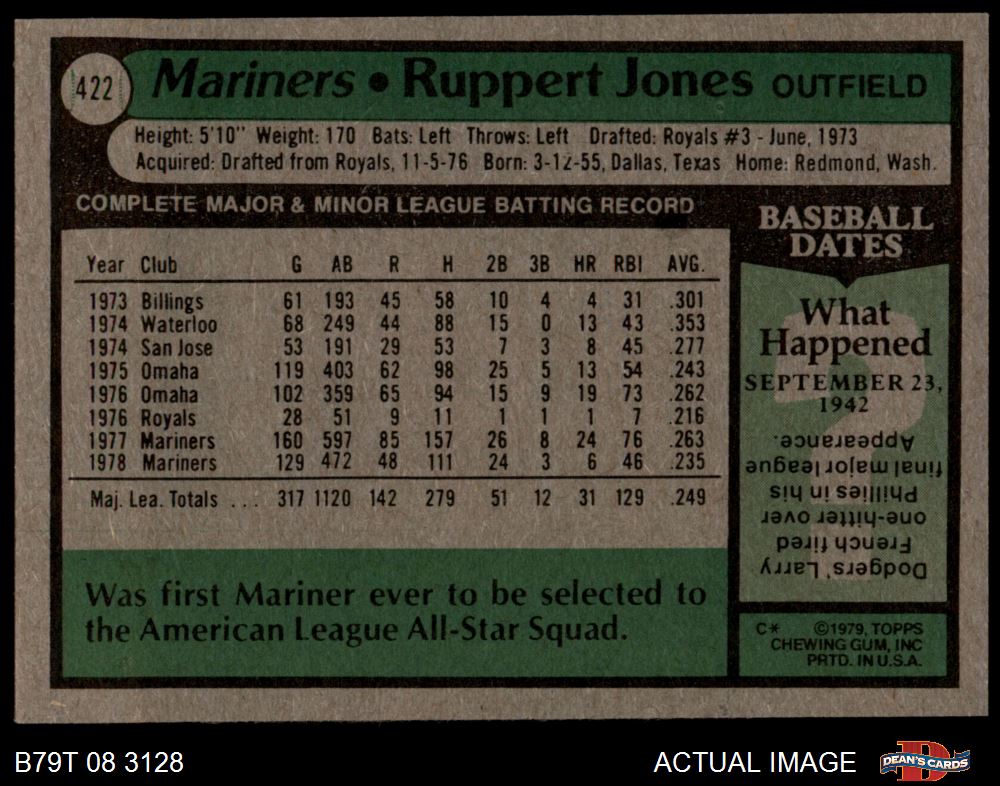 422 Mariners • Ruppert Jones OUTFIELD
Height: 5'10" Weight: 170 Bats: Left Throws: Left Drafted: Royals #3 - June, 1973
Acquired: Drafted from Royals, 11-5-76 Born: 3-12-55, Dallas, Texas Home: Redmond, Wash.
COMPLETE MAJOR & MINOR LEAGUE BATTING RECORD
Year Club G AB R H 2B 3B HR RBI AVG.
1973 Billings 61 193 45 58 10 4 4 31 .301
1974 Waterloo 68 249 44 88 15 0 13 43 .353
1974 San Jose 53 191 29 53 7 3 8 45 .277
1975 Omaha 119 403 62 98 25 5 13 54 .243
1976 Omaha 102 359 65 94 15 9 19 73 .262
1976 Royals 28 51 9 11 1 1 1 7 .216
1977 Mariners 160 597 85 157 26 8 24 76 .263
1978 Mariners 129 472 48 111 24 3 6 46 .235
Maj. Lea. Totals . . . 317 1120 142 279 51 12 31 129 .249
Was first Mariner ever to be selected to
the American League All-Star Squad.
BASEBALL
DATES
What
Happened
SEPTEMBER 23,
1942
Dodgers' Larry
French fired
one-hitter over
Phillies in his
final major league
Appearance.
C* ©1979, TOPPS
CHEWING GUM, INC
PRTD. IN U.S.A.
B79T 08 3128
ACTUAL IMAGE
D
DEAN'S CARDS